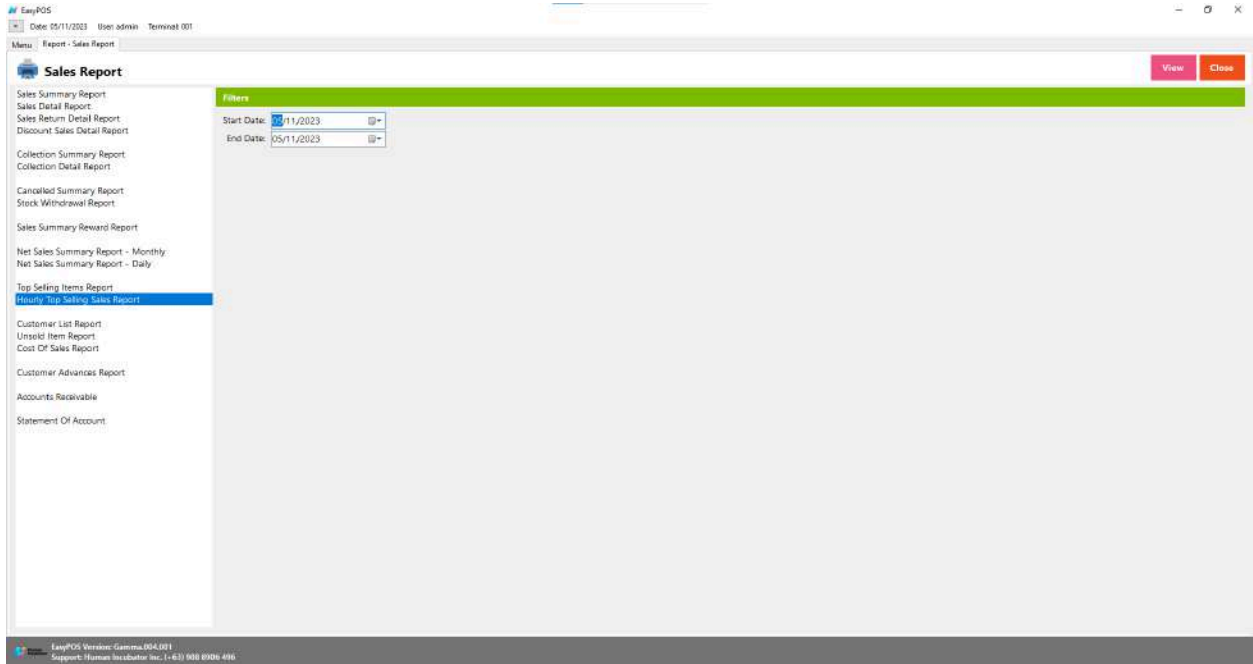 EasyPOS
Date: 05/11/2023 User: admin Terminal: 001
Menu Report - Sales Report
Sales Report
View Close
Sales Summary Report
Sales Detail Report
Sales Return Detail Report
Discount Sales Detail Report
Collection Summary Report
Collection Detail Report
Cancelled Summary Report
Stock Withdrawal Report
Sales Summary Reward Report
Net Sales Summary Report - Monthly
Net Sales Summary Report - Daily
Top Selling Items Report
Hourly Top Selling Sales Report
Customer List Report
Unsold Item Report
Cost Of Sales Report
Customer Advances Report
Accounts Receivable
Statement Of Account
Filters
Start Date: 05/11/2023
End Date: 05/11/2023
EasyPOS Version: Gamma.004.001
Support: Human Incubator Inc. (+63) 908 8906 496